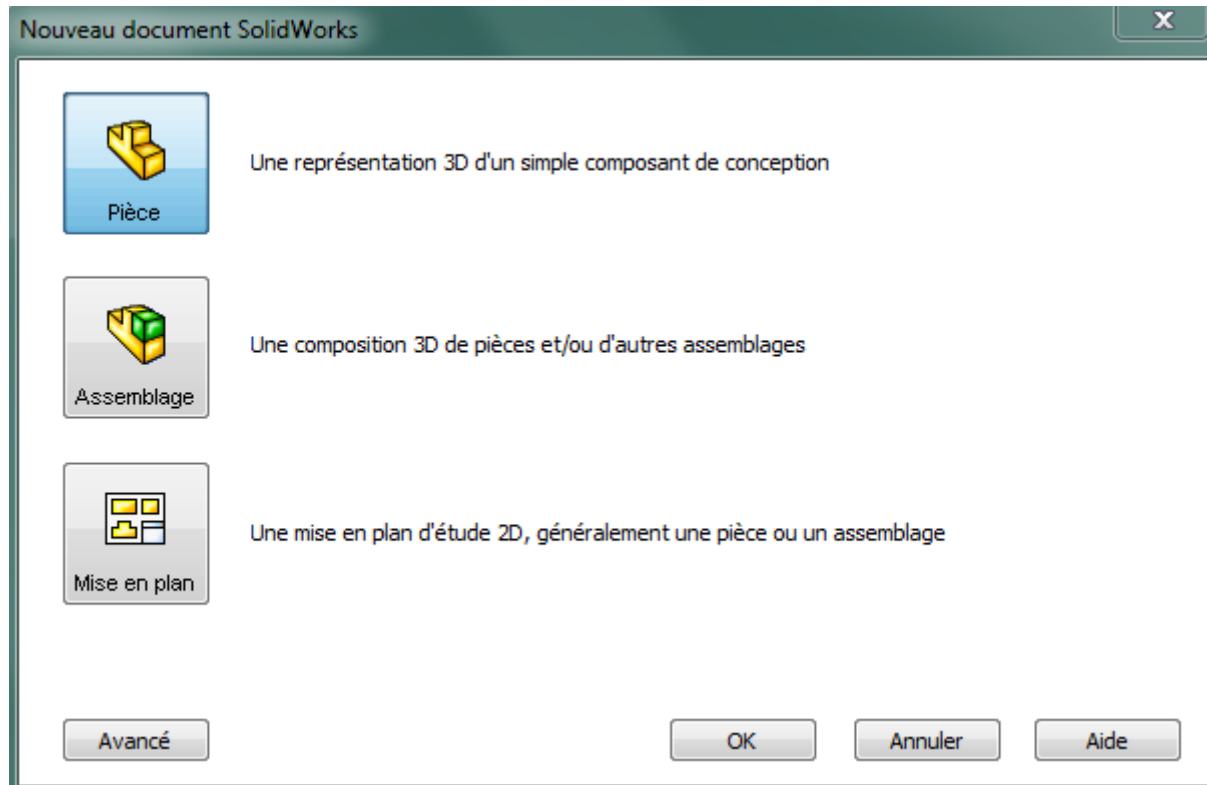 Nouveau document SolidWorks
Pièce
Une représentation 3D d'un simple composant de conception
Assemblage
Une composition 3D de pièces et/ou d'autres assemblages
Mise en plan
Une mise en plan d'étude 2D, généralement une pièce ou un assemblage
Avancé OK Annuler Aide